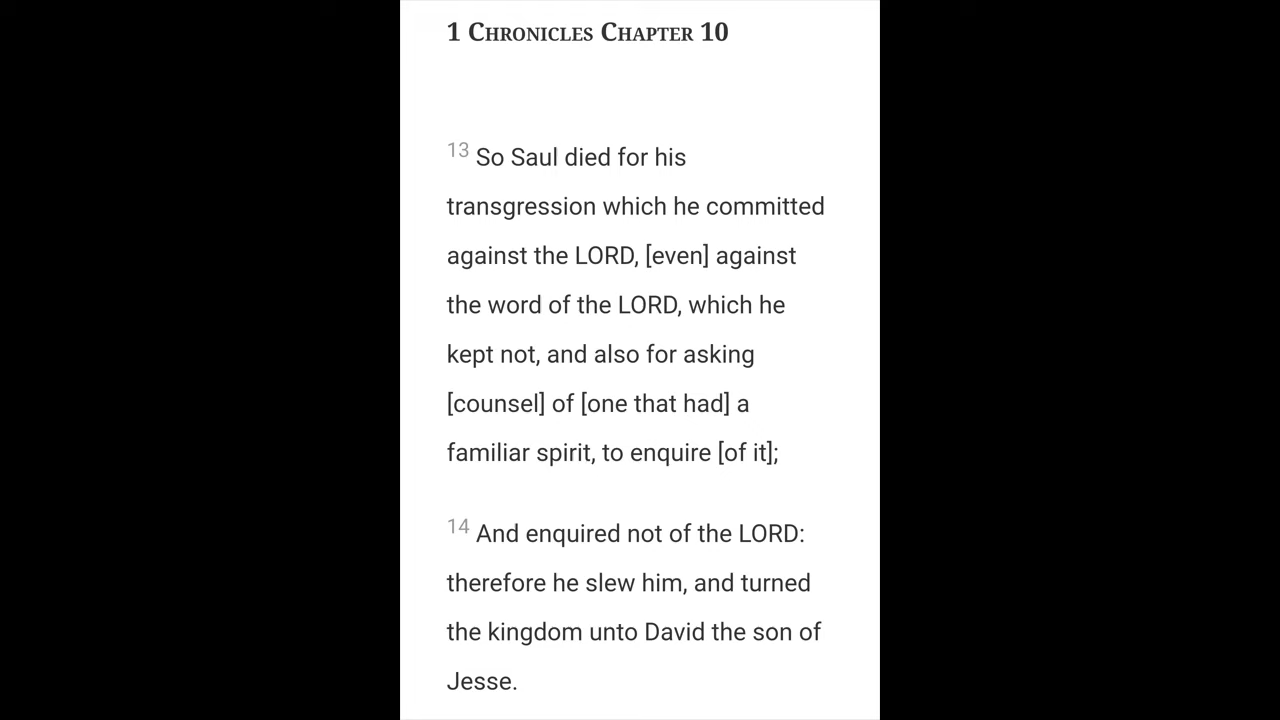 1 Chronicles Chapter 10
13 So Saul died for his
transgression which he committed
against the LORD, [even] against
the word of the LORD, which he
kept not, and also for asking
[counsel] of [one that had] a
familiar spirit, to enquire [of it];
14 And enquired not of the LORD:
therefore he slew him, and turned
the kingdom unto David the son of
Jesse.